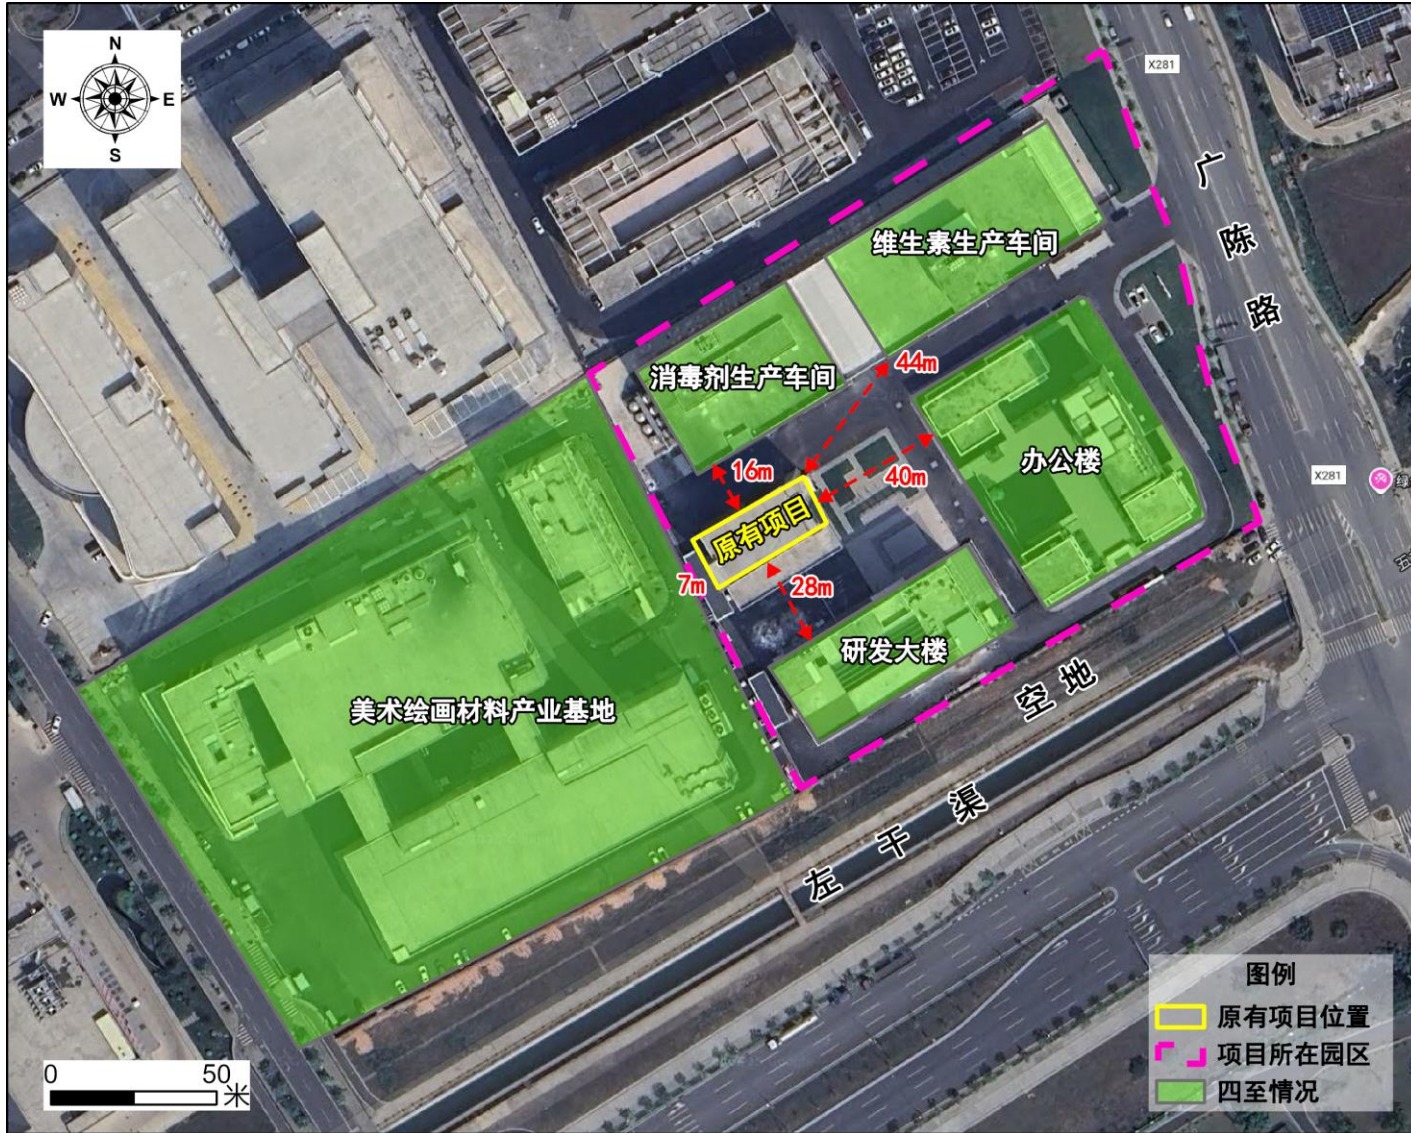 N
W
E
S
X281
广陈路
维生素生产车间
消毒剂生产车间
44m
办公楼
16m
40m
X281
绿
原有项目
五
7m
28m
研发大楼
空地
美术绘画材料产业基地
左干渠
图例
原有项目位置
项目所在园区
四至情况
0
50
米